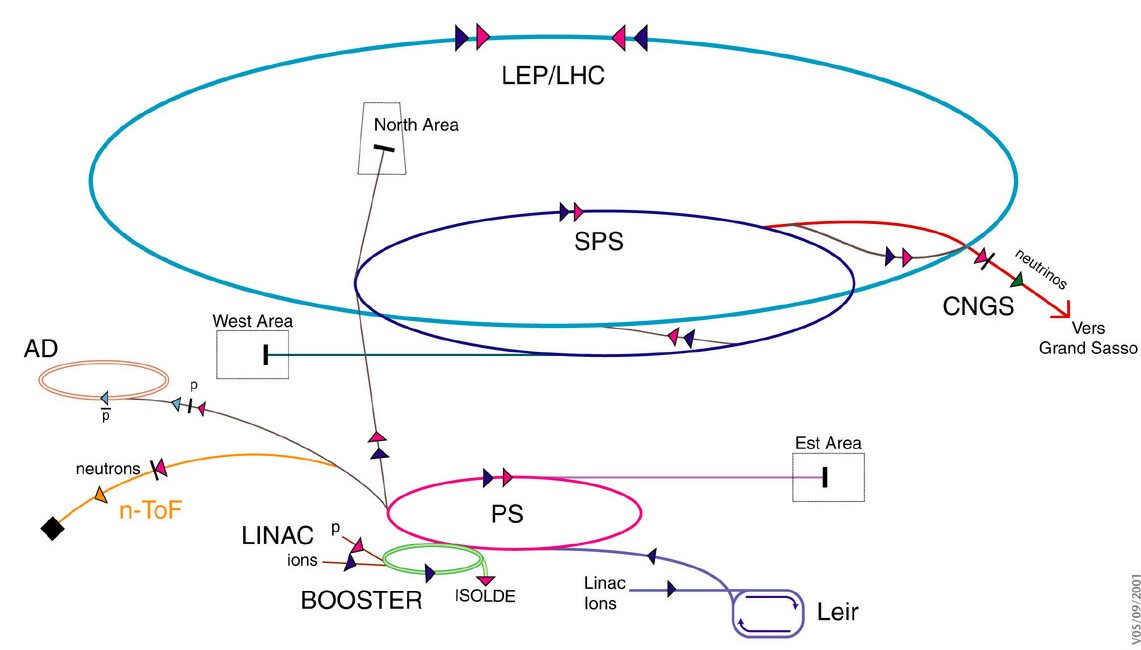 LEP/LHC
North Area
SPS
neutrinos
CNGS
Vers
Grand Sasso
West Area
AD
p
p
Est Area
neutrons
n-ToF
PS
LINAC
p
ions
BOOSTER
ISOLDE
Linac
Ions
Leir
V05/09/2001